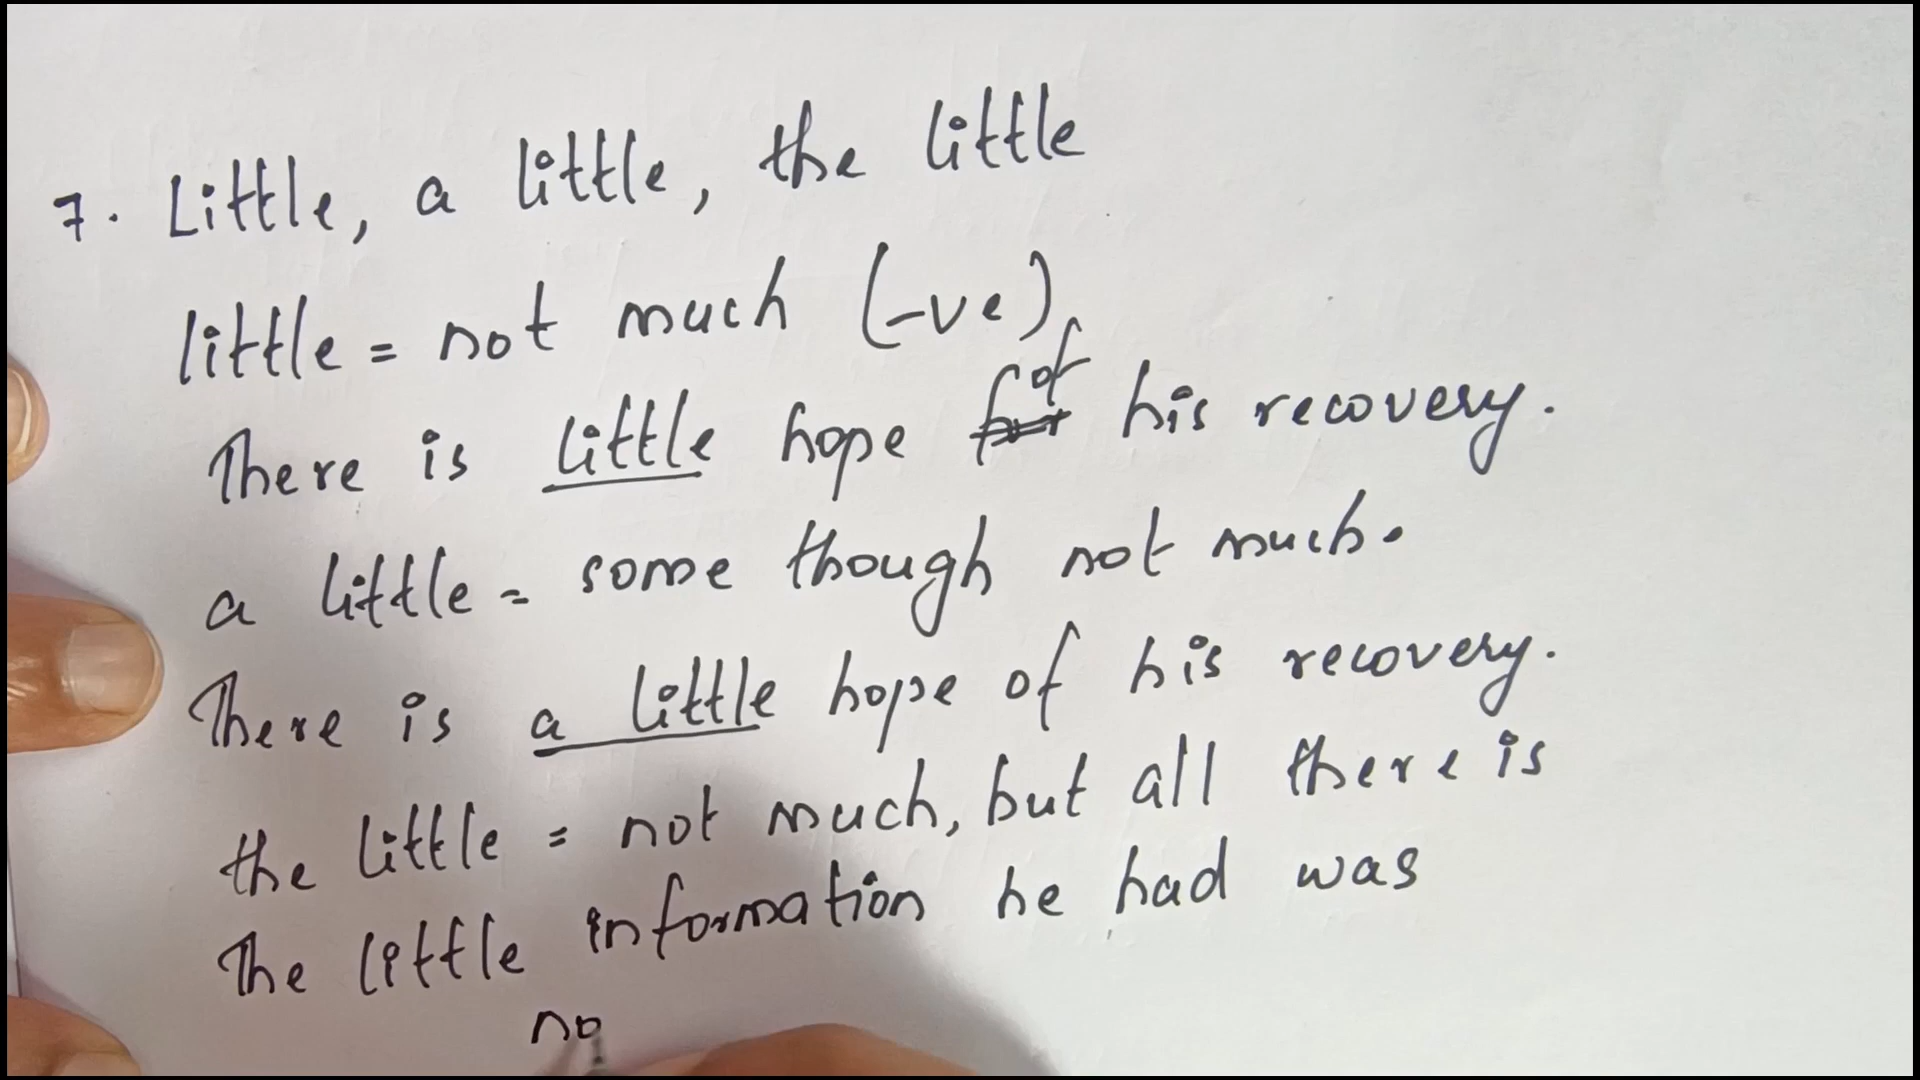 7. Little, a little, the little
little = not much (-ve)
There is little hope of his recovery.
a little = some though not much.
There is a little hope of his recovery.
the little = not much, but all there is
The little information he had was
no